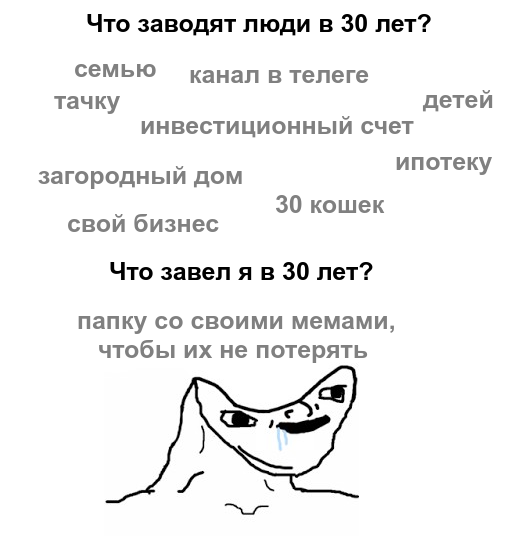 Что заводят люди в 30 лет?
семью
канал в телеге
тачку
детей
инвестиционный счет
ипотеку
загородный дом
30 кошек
свой бизнес
Что завел я в 30 лет?
папку со своими мемами,
чтобы их не потерять